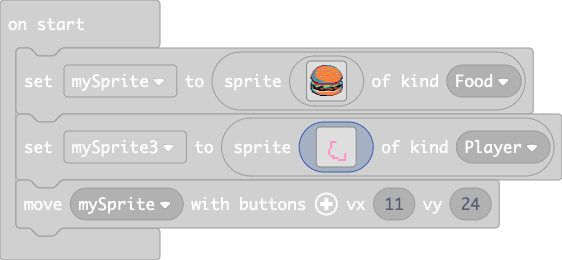 on start
set mySprite to sprite of kind Food
set mySprite3 to sprite of kind Player
move mySprite with buttons vx 11 vy 24